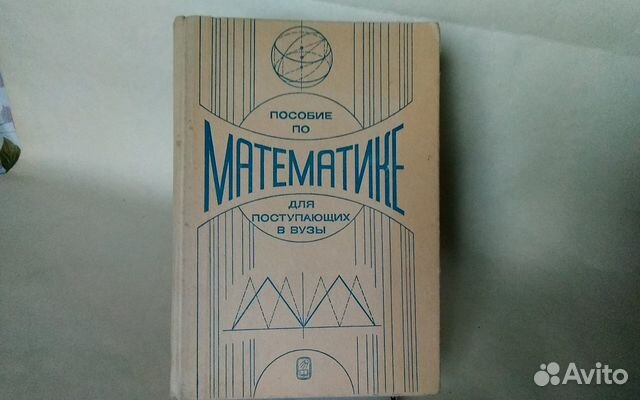 ПОСОБИЕ
ПО
МАТЕМАТИКЕ
ДЛЯ
ПОСТУПАЮЩИХ
В ВУЗЫ
Avito